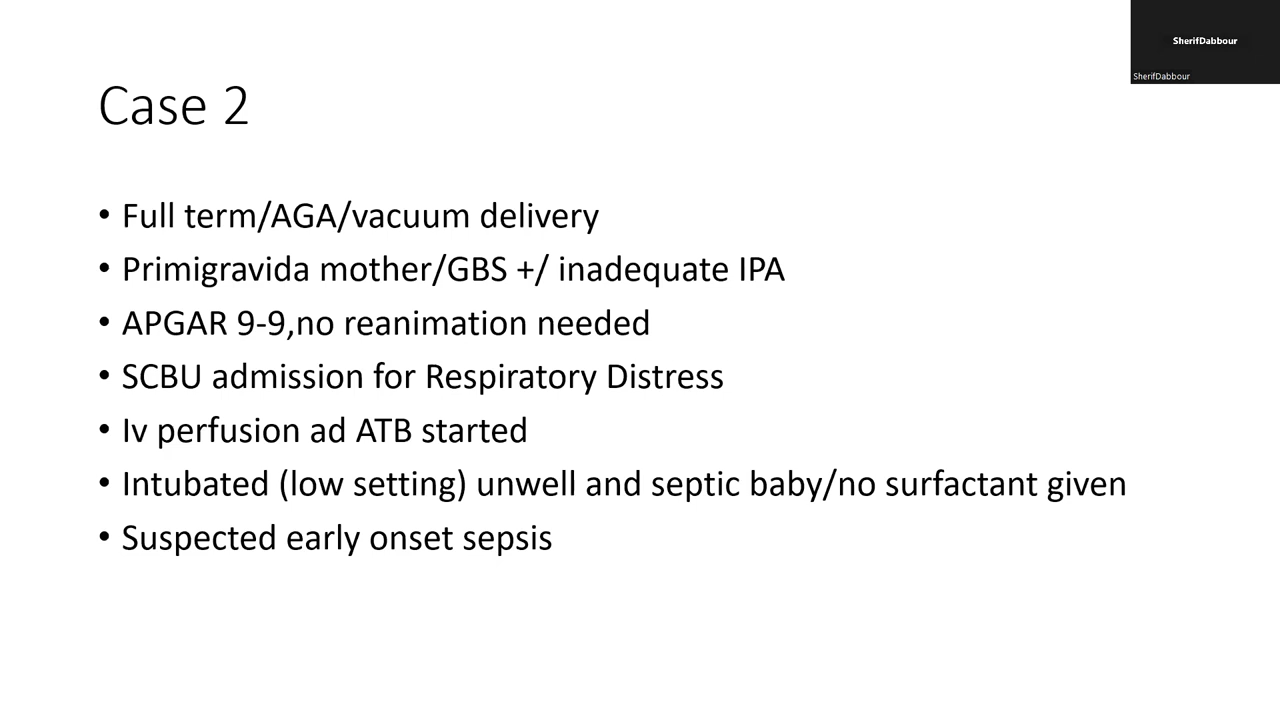 SherifDabbour
SherifDabbour
Case 2
• Full term/AGA/vacuum delivery
• Primigravida mother/GBS +/ inadequate IPA
• APGAR 9-9,no reanimation needed
• SCBU admission for Respiratory Distress
• Iv perfusion ad ATB started
• Intubated (low setting) unwell and septic baby/no surfactant given
• Suspected early onset sepsis